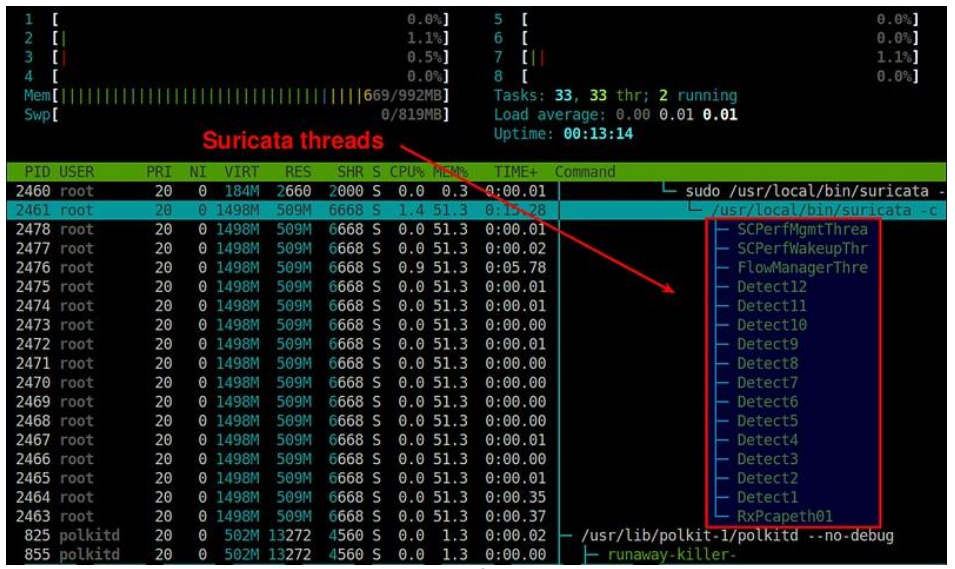 1 [ 0.0%] 5 [ 0.0%]
2 [| 1.1%] 6 [ 0.0%]
3 [| 0.5%] 7 [|| 1.1%]
4 [ 0.0%] 8 [ 0.0%]
Mem[||||||||||||||||||||||||||||||669/992MB] Tasks: 33, 33 thr; 2 running
Swp[ 0/819MB] Load average: 0.00 0.01 0.01
Uptime: 00:13:14
Suricata threads
PID USER PRI NI VIRT RES SHR S CPU% MEM% TIME+ Command
2460 root 20 0 184M 2660 2000 S 0.0 0.3 0:00.01 └─ sudo /usr/local/bin/suricata -
2461 root 20 0 1498M 509M 6668 S 1.4 51.3 0:15.28 └─ /usr/local/bin/suricata -c
2478 root 20 0 1498M 509M 6668 S 0.0 51.3 0:00.01 ├─ SCPerfMgmtThrea
2477 root 20 0 1498M 509M 6668 S 0.0 51.3 0:00.02 ├─ SCPerfWakeupThr
2476 root 20 0 1498M 509M 6668 S 0.9 51.3 0:05.78 ├─ FlowManagerThre
2475 root 20 0 1498M 509M 6668 S 0.0 51.3 0:00.01 ├─ Detect12
2474 root 20 0 1498M 509M 6668 S 0.0 51.3 0:00.01 ├─ Detect11
2473 root 20 0 1498M 509M 6668 S 0.0 51.3 0:00.00 ├─ Detect10
2472 root 20 0 1498M 509M 6668 S 0.0 51.3 0:00.01 ├─ Detect9
2471 root 20 0 1498M 509M 6668 S 0.0 51.3 0:00.00 ├─ Detect8
2470 root 20 0 1498M 509M 6668 S 0.0 51.3 0:00.00 ├─ Detect7
2469 root 20 0 1498M 509M 6668 S 0.0 51.3 0:00.00 ├─ Detect6
2468 root 20 0 1498M 509M 6668 S 0.0 51.3 0:00.00 ├─ Detect5
2467 root 20 0 1498M 509M 6668 S 0.0 51.3 0:00.01 ├─ Detect4
2466 root 20 0 1498M 509M 6668 S 0.0 51.3 0:00.00 ├─ Detect3
2465 root 20 0 1498M 509M 6668 S 0.0 51.3 0:00.01 ├─ Detect2
2464 root 20 0 1498M 509M 6668 S 0.0 51.3 0:00.35 ├─ Detect1
2463 root 20 0 1498M 509M 6668 S 0.0 51.3 0:00.37 └─ RxPcapeth01
825 polkitd 20 0 502M 13272 4560 S 0.0 1.3 0:00.02 ├─ /usr/lib/polkit-1/polkitd --no-debug
855 polkitd 20 0 502M 13272 4560 S 0.0 1.3 0:00.00 ├─ runaway-killer-